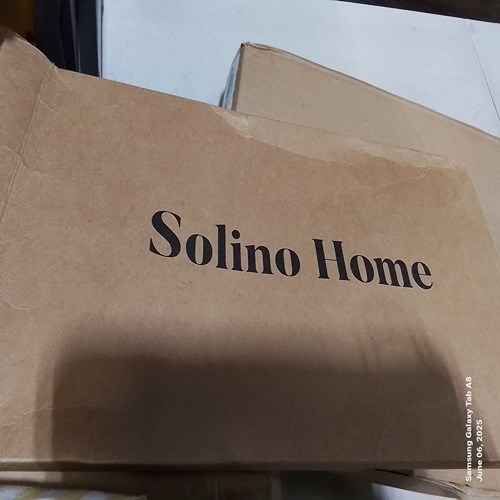 Solino Home
Samsung Galaxy Tab A8
June 06, 2025